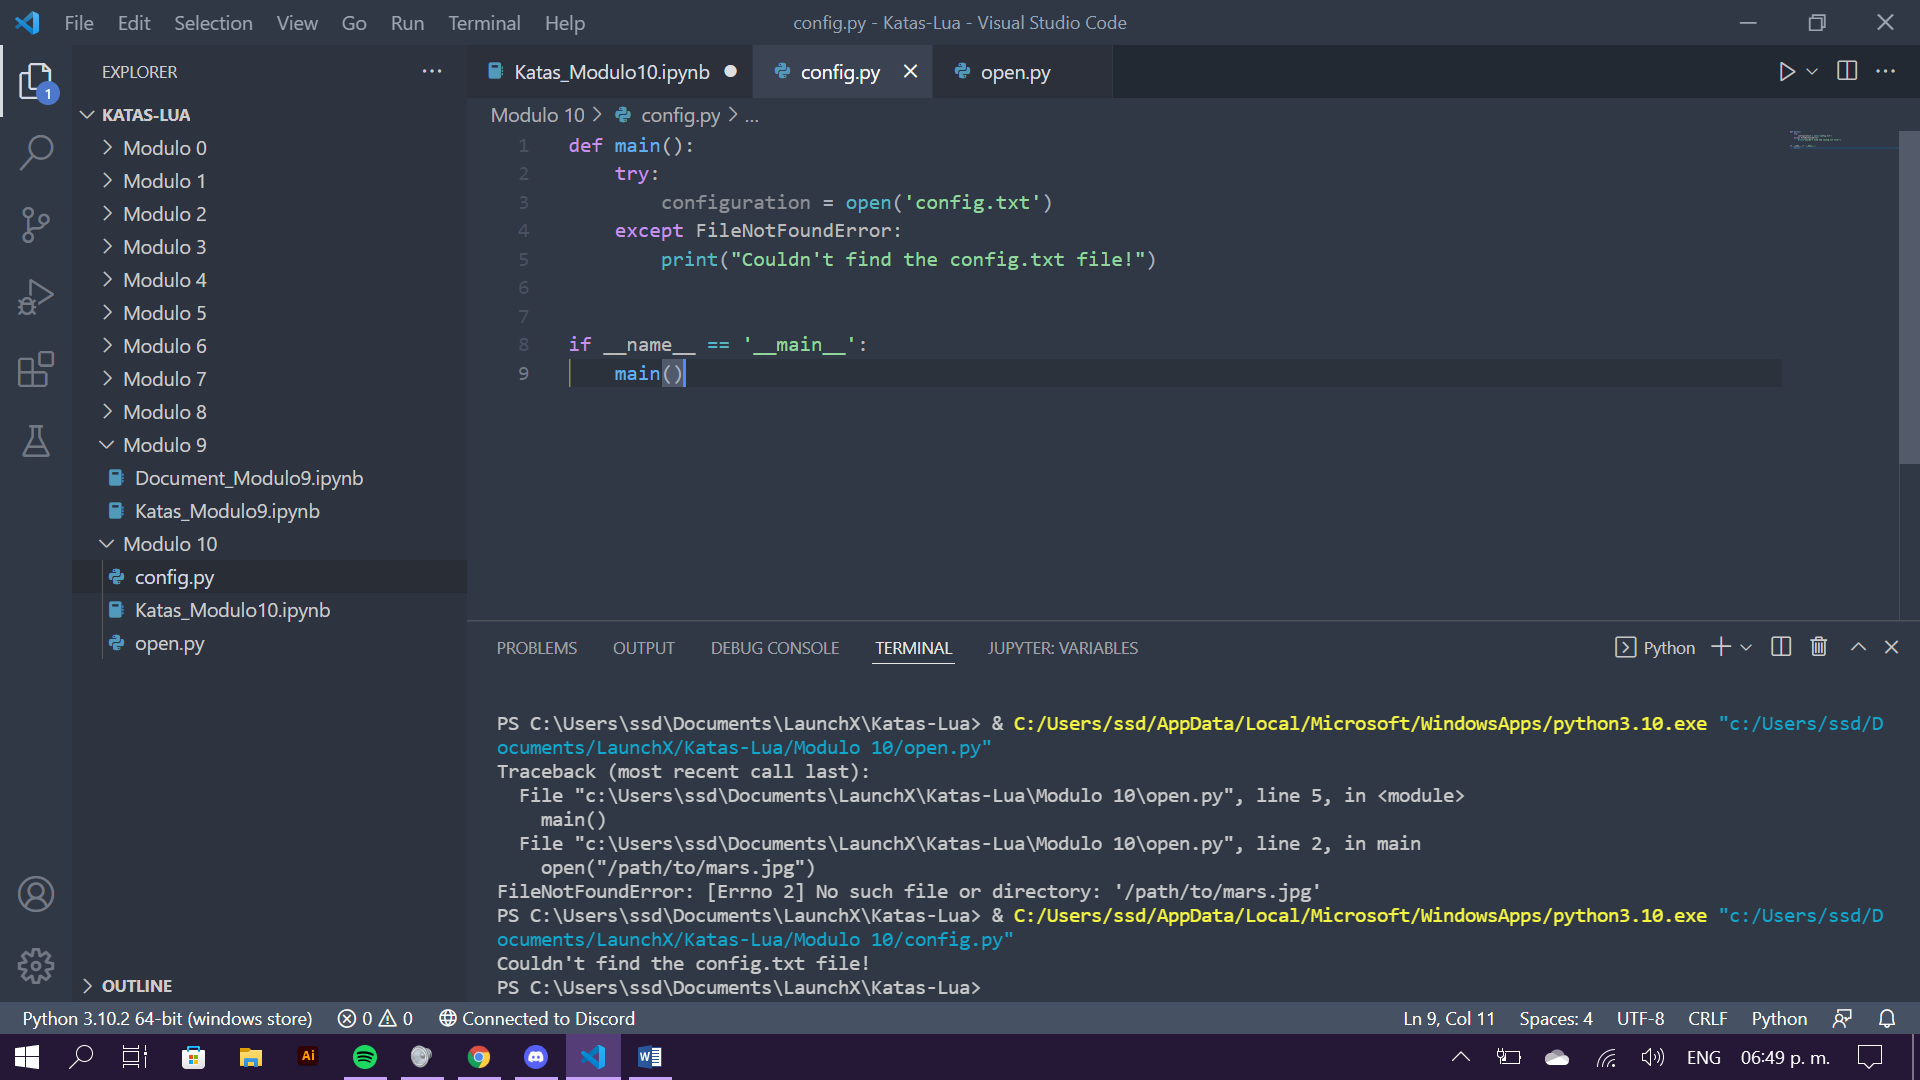 File Edit Selection View Go Run Terminal Help
config.py - Katas-Lua - Visual Studio Code
EXPLORER
1
KATAS-LUA
Modulo 0
Modulo 1
Modulo 2
Modulo 3
Modulo 4
Modulo 5
Modulo 6
Modulo 7
Modulo 8
Modulo 9
Document_Modulo9.ipynb
Katas_Modulo9.ipynb
Modulo 10
config.py
Katas_Modulo10.ipynb
open.py
OUTLINE
Katas_Modulo10.ipynb config.py open.py
Modulo 10 > config.py > ...
1 def main():
2     try:
3         configuration = open('config.txt')
4     except FileNotFoundError:
5         print("Couldn't find the config.txt file!")
6
7
8 if __name__ == '__main__':
9     main()
PROBLEMS OUTPUT DEBUG CONSOLE TERMINAL JUPYTER: VARIABLES
Python
PS C:\Users\ssd\Documents\LaunchX\Katas-Lua> & C:/Users/ssd/AppData/Local/Microsoft/WindowsApps/python3.10.exe "c:/Users/ssd/D
ocuments/LaunchX/Katas-Lua/Modulo 10/open.py"
Traceback (most recent call last):
  File "c:\Users\ssd\Documents\LaunchX\Katas-Lua\Modulo 10\open.py", line 5, in <module>
    main()
  File "c:\Users\ssd\Documents\LaunchX\Katas-Lua\Modulo 10\open.py", line 2, in main
    open("/path/to/mars.jpg")
FileNotFoundError: [Errno 2] No such file or directory: '/path/to/mars.jpg'
PS C:\Users\ssd\Documents\LaunchX\Katas-Lua> & C:/Users/ssd/AppData/Local/Microsoft/WindowsApps/python3.10.exe "c:/Users/ssd/D
ocuments/LaunchX/Katas-Lua/Modulo 10/config.py"
Couldn't find the config.txt file!
PS C:\Users\ssd\Documents\LaunchX\Katas-Lua>
Python 3.10.2 64-bit (windows store) 0 0 Connected to Discord Ln 9, Col 11 Spaces: 4 UTF-8 CRLF Python
Ai
ENG 06:49 p. m.